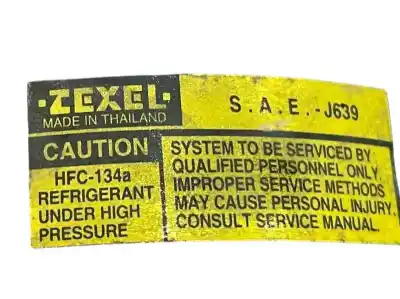 ·ZEXEL·
MADE IN THAILAND
S.A.E.-J639
CAUTION
HFC-134a
REFRIGERANT
UNDER HIGH
PRESSURE
SYSTEM TO BE SERVICED BY
QUALIFIED PERSONNEL ONLY.
IMPROPER SERVICE METHODS
MAY CAUSE PERSONAL INJURY.
CONSULT SERVICE MANUAL.